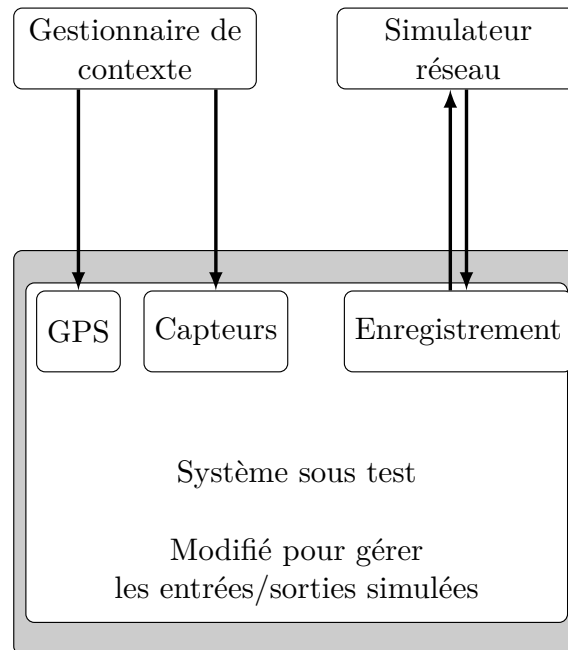 Gestionnaire de
contexte
Simulateur
réseau
GPS
Capteurs
Enregistrement
Système sous test
Modifié pour gérer
les entrées/sorties simulées